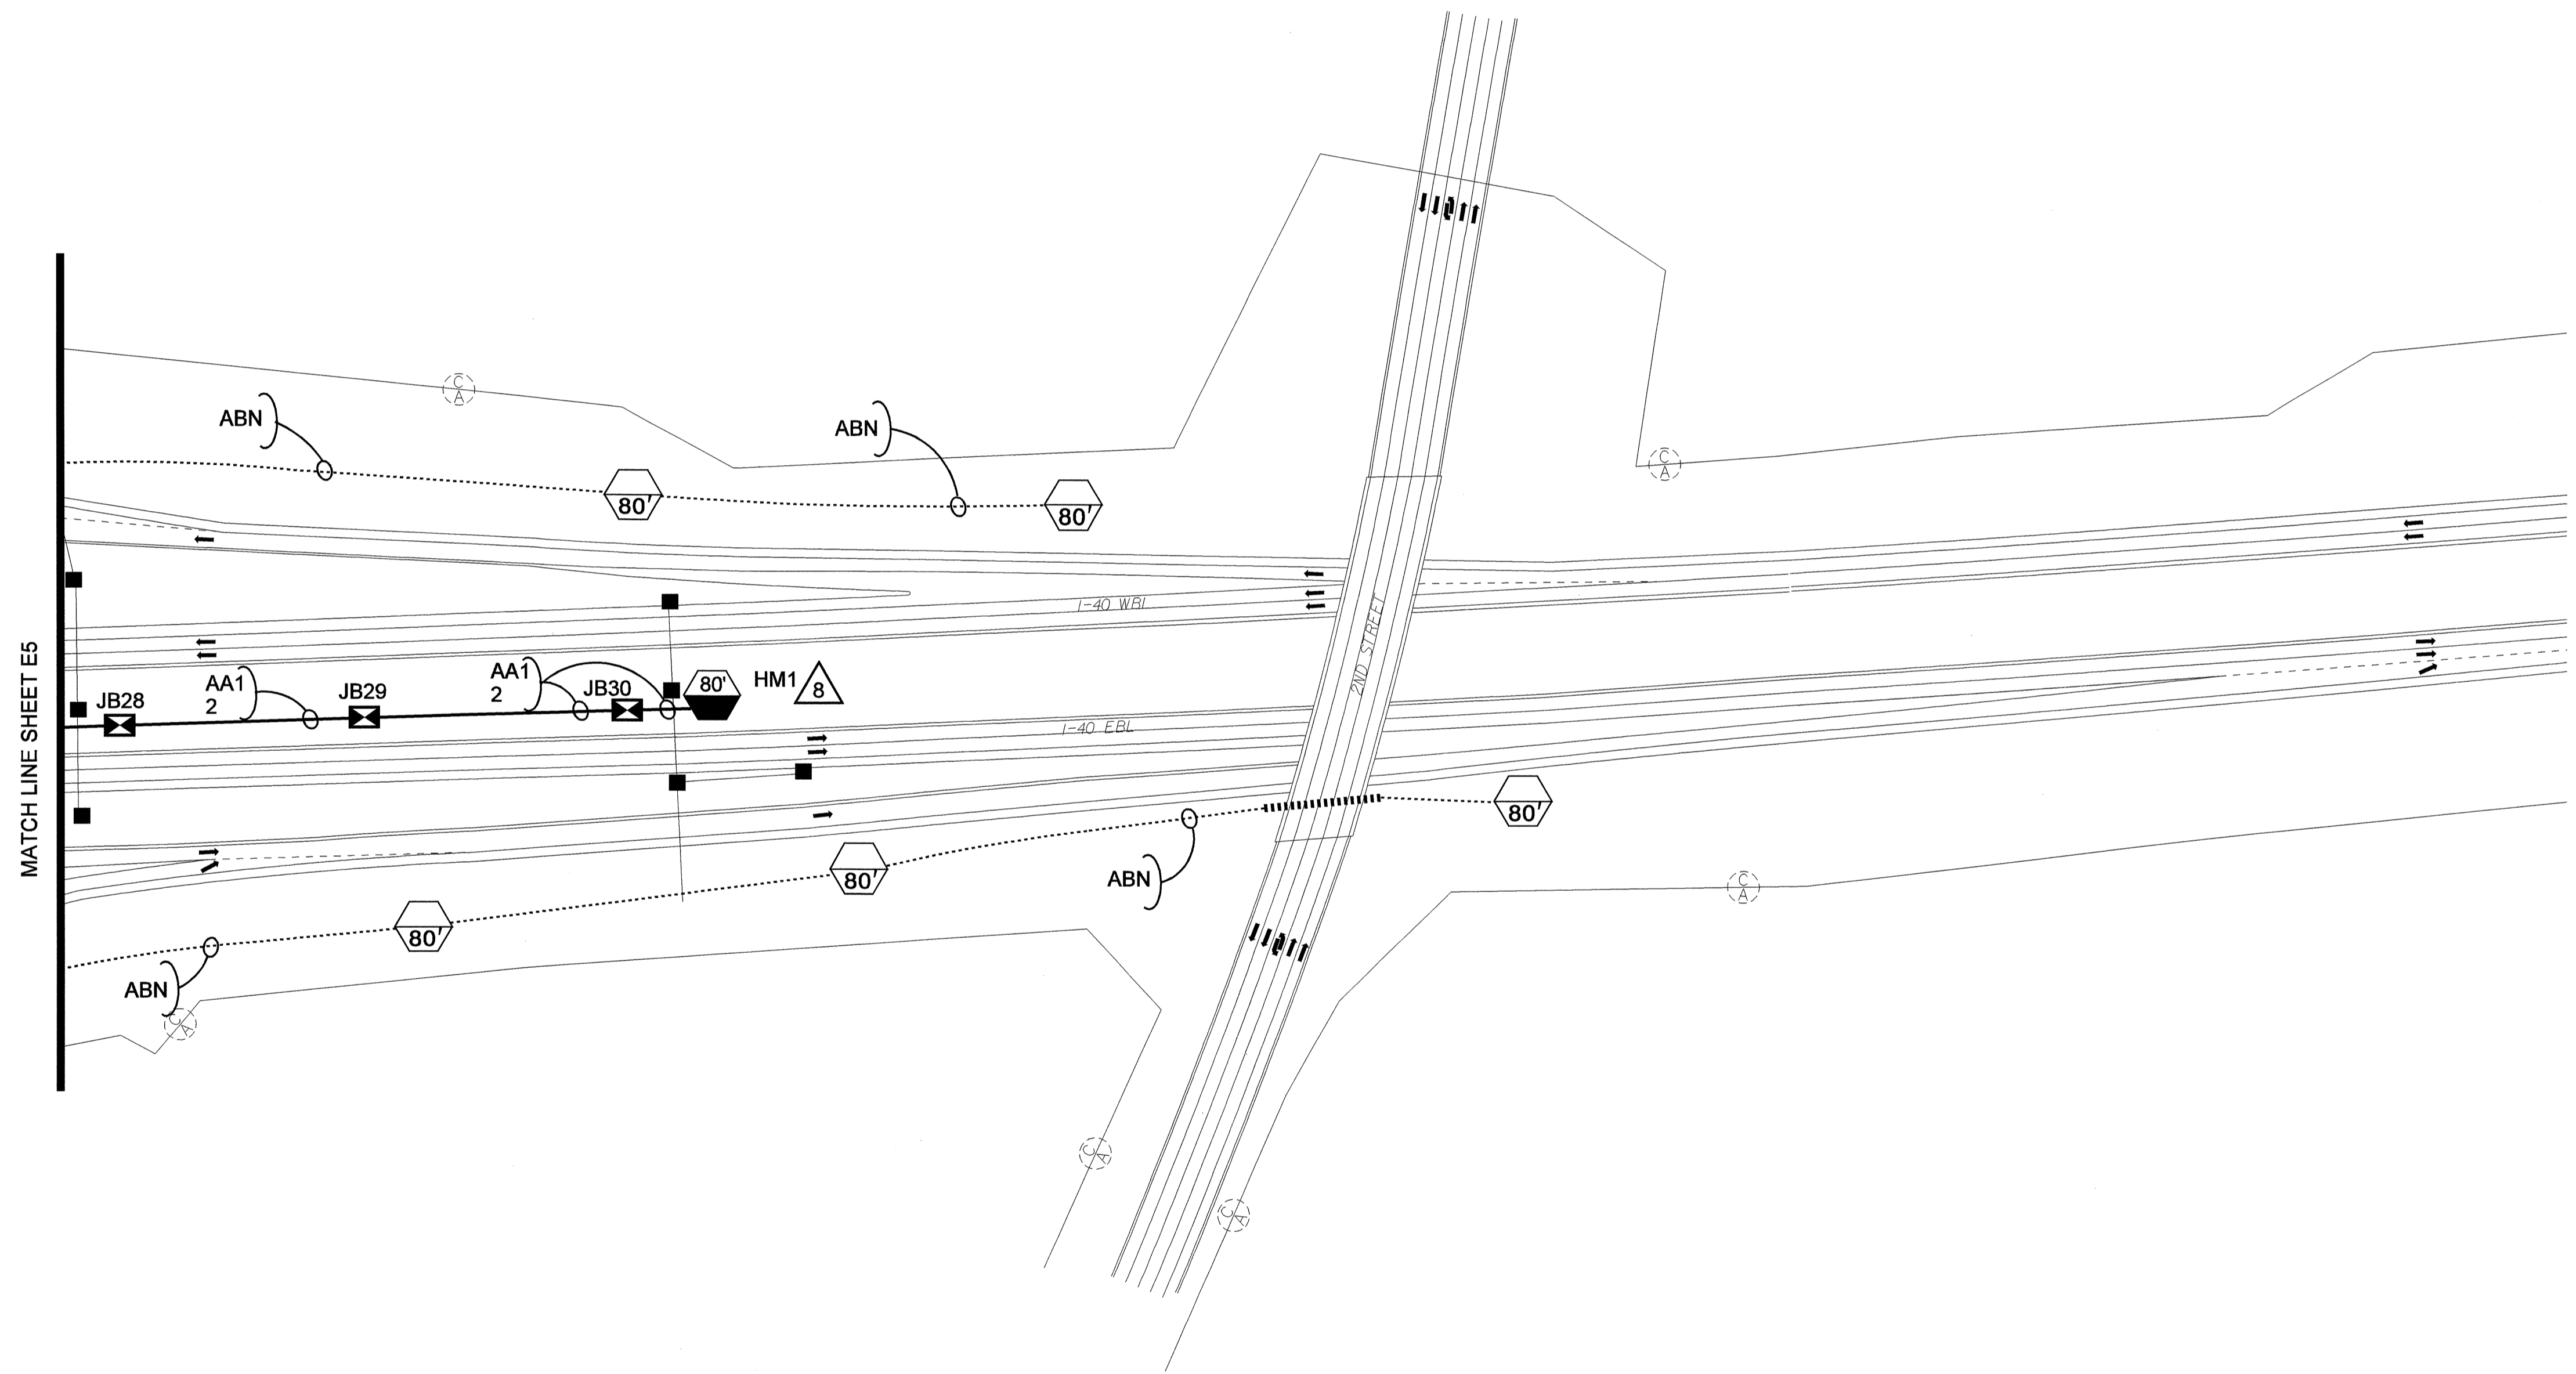 C
A
ABN
ABN
C
A
80'
80'
I-40 WBL
2ND STREET
MATCH LINE SHEET E5
JB28
AA1
2
JB29
AA1
2
JB30
80'
HM1
8
I-40 EBL
80'
80'
ABN
80'
C
A
ABN
C
A
C
A
C
A